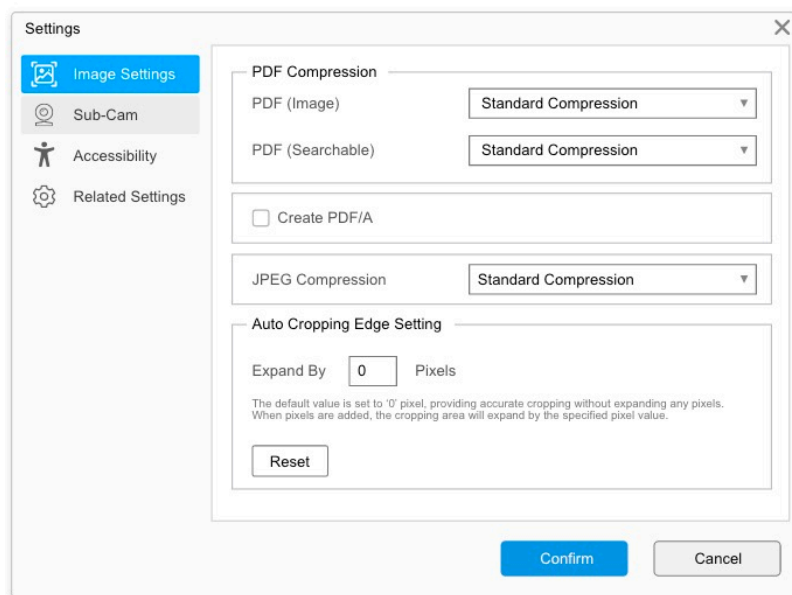 Settings
Image Settings
Sub-Cam
Accessibility
Related Settings
PDF Compression
PDF (Image) Standard Compression
PDF (Searchable) Standard Compression
Create PDF/A
JPEG Compression Standard Compression
Auto Cropping Edge Setting
Expand By 0 Pixels
The default value is set to ‘0’ pixel, providing accurate cropping without expanding any pixels.
When pixels are added, the cropping area will expand by the specified pixel value.
Reset
Confirm Cancel